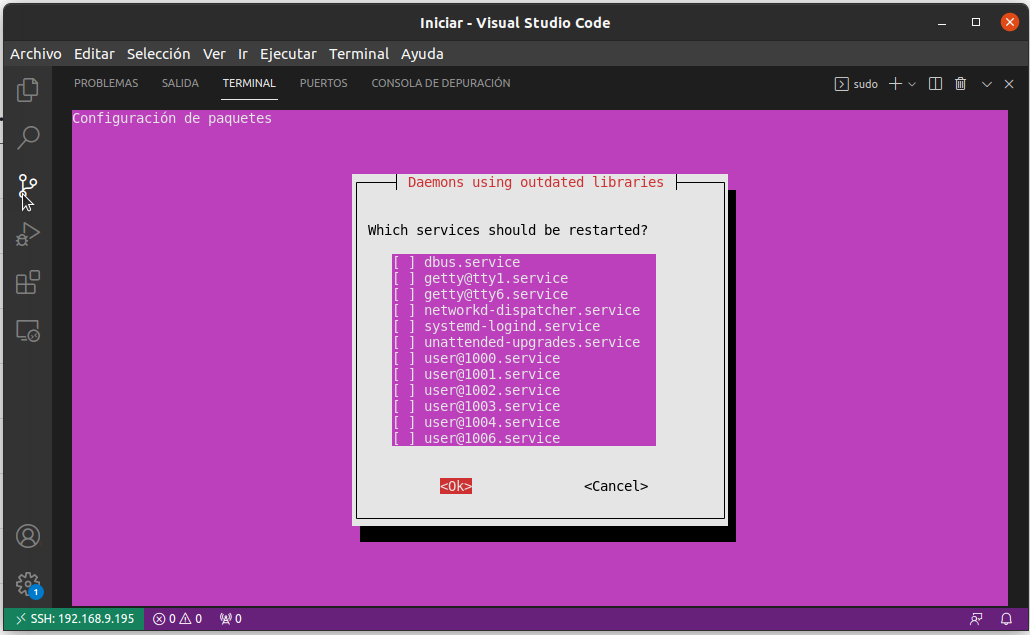 Iniciar - Visual Studio Code
Archivo Editar Selección Ver Ir Ejecutar Terminal Ayuda
PROBLEMAS SALIDA TERMINAL PUERTOS CONSOLA DE DEPURACIÓN sudo
Configuración de paquetes
Daemons using outdated libraries
Which services should be restarted?
[ ] dbus.service
[ ] getty@tty1.service
[ ] getty@tty6.service
[ ] networkd-dispatcher.service
[ ] systemd-logind.service
[ ] unattended-upgrades.service
[ ] user@1000.service
[ ] user@1001.service
[ ] user@1002.service
[ ] user@1003.service
[ ] user@1004.service
[ ] user@1006.service
<Ok> <Cancel>
1
SSH: 192.168.9.195 0 0 0